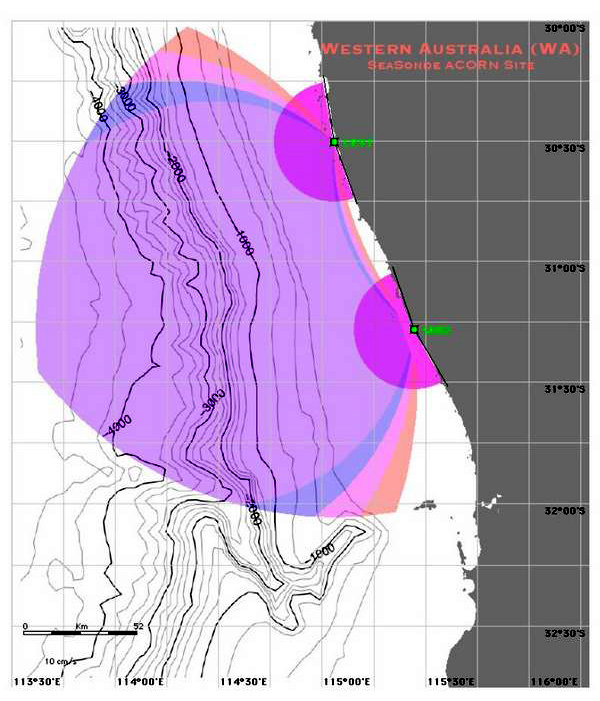 30°00'S
WESTERN AUSTRALIA (WA)
SEASONDE ACORN SITE
-4000
-3000
30°30'S
-2000
-1000
31°00'S
31°30'S
-3000
-4000
32°00'S
-1000
0 Km 52
32°30'S
10 cm/s
113°30'E 114°00'E 114°30'E 115°00'E 115°30'E 116°00'E